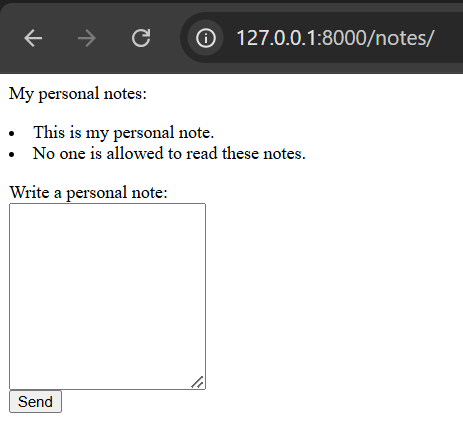 127.0.0.1:8000/notes/
My personal notes:
• This is my personal note.
• No one is allowed to read these notes.
Write a personal note:
Send